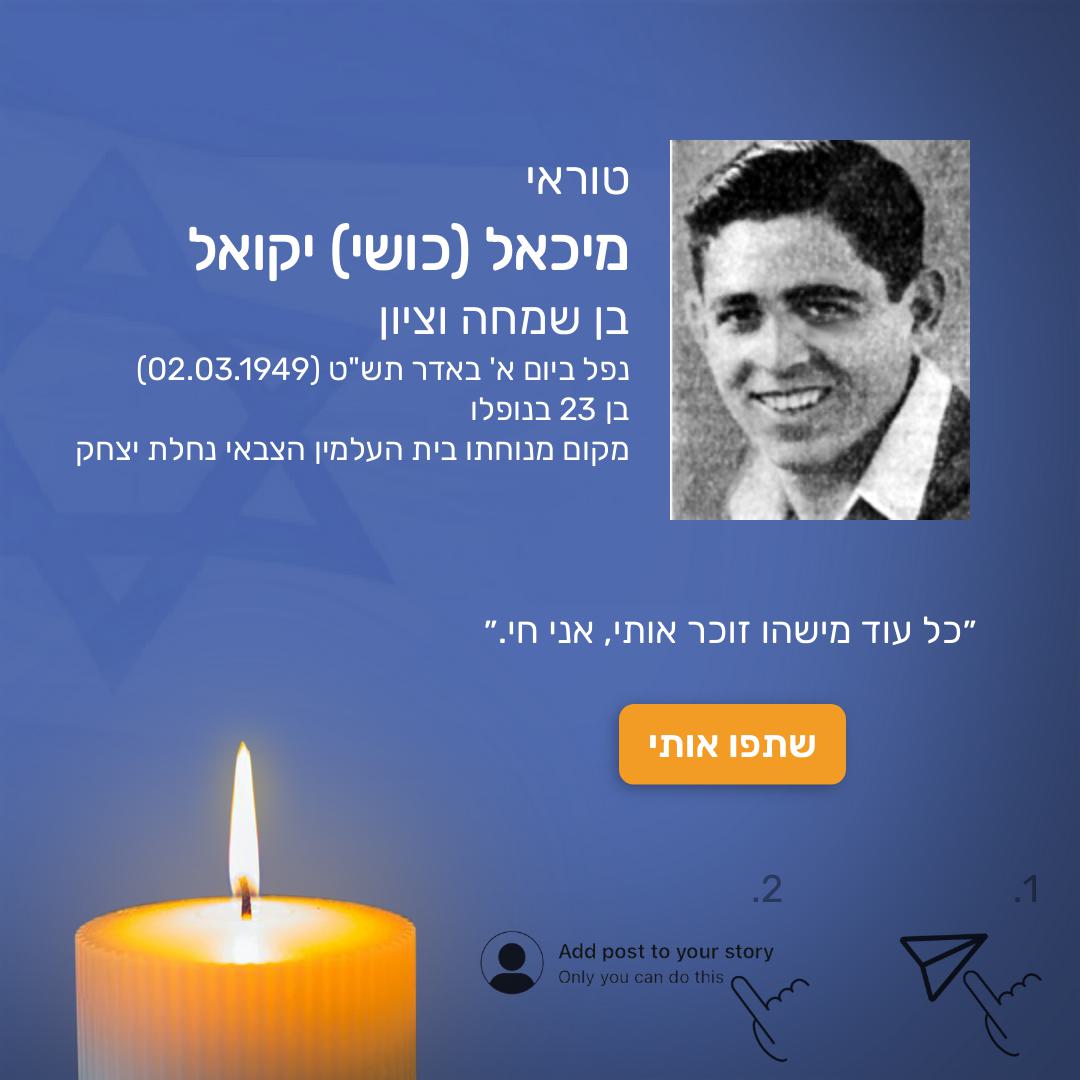 טוראי
מיכאל (כושי) יקואל
בן שמחה וציון
נפל ביום א' באדר תש"ט (02.03.1949)
בן 23 בנופלו
מקום מנוחתו בית העלמין הצבאי נחלת יצחק
״כל עוד מישהו זוכר אותי, אני חי.״
שתפו אותי
1.
2.
Add post to your story
Only you can do this